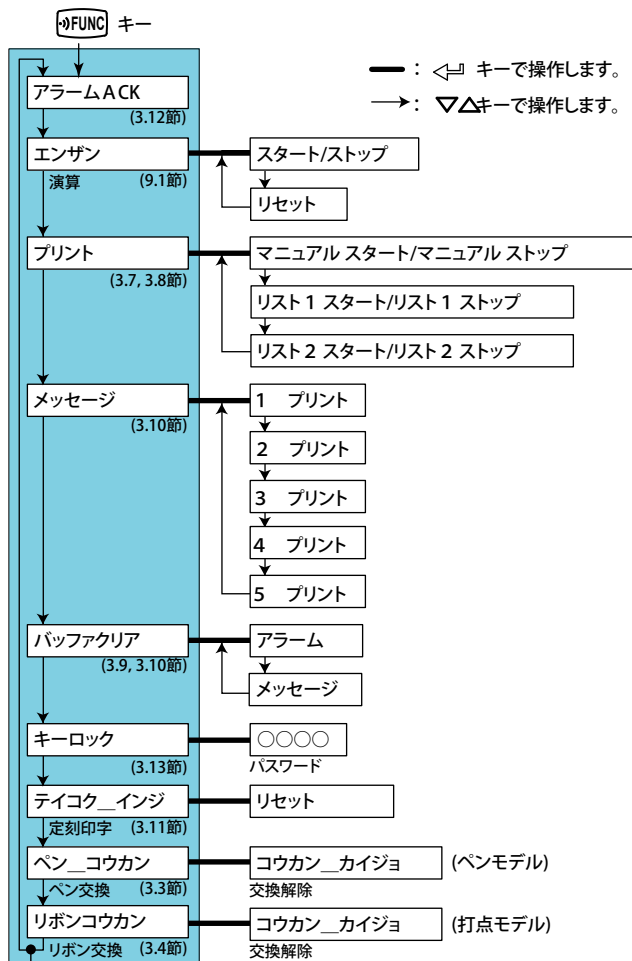 FUNC キー
: キーで操作します。
アラームACK
: ▽△キーで操作します。
(3.12節)
エンザン スタート/ストップ
演算 (9.1節)
リセット
プリント マニュアル スタート/マニュアル ストップ
(3.7, 3.8節)
リスト 1 スタート/リスト 1 ストップ
リスト 2 スタート/リスト 2 ストップ
メッセージ 1 プリント
(3.10節)
2 プリント
3 プリント
4 プリント
5 プリント
バッファクリア アラーム
(3.9, 3.10節)
メッセージ
キーロック ○○○○
(3.13節) パスワード
テイコク__インジ リセット
定刻印字 (3.11節)
ペン__コウカン コウカン__カイジョ (ペンモデル)
ペン交換 (3.3節) 交換解除
リボンコウカン コウカン__カイジョ (打点モデル)
リボン交換 (3.4節) 交換解除